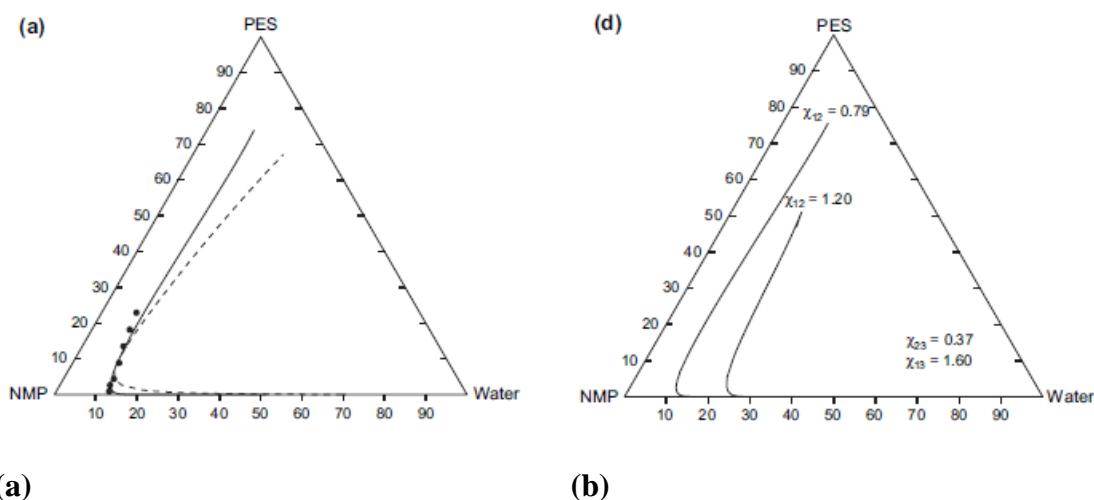 (a)
PES
90
80
70
60
50
40
30
20
10
NMP
Water
10 20 30 40 50 60 70 80 90
(d)
PES
90
80
χ12 = 0.79
70
60
χ12 = 1.20
50
40
30
20
χ23 = 0.37
χ13 = 1.60
10
NMP
Water
10 20 30 40 50 60 70 80 90
(a)
(b)